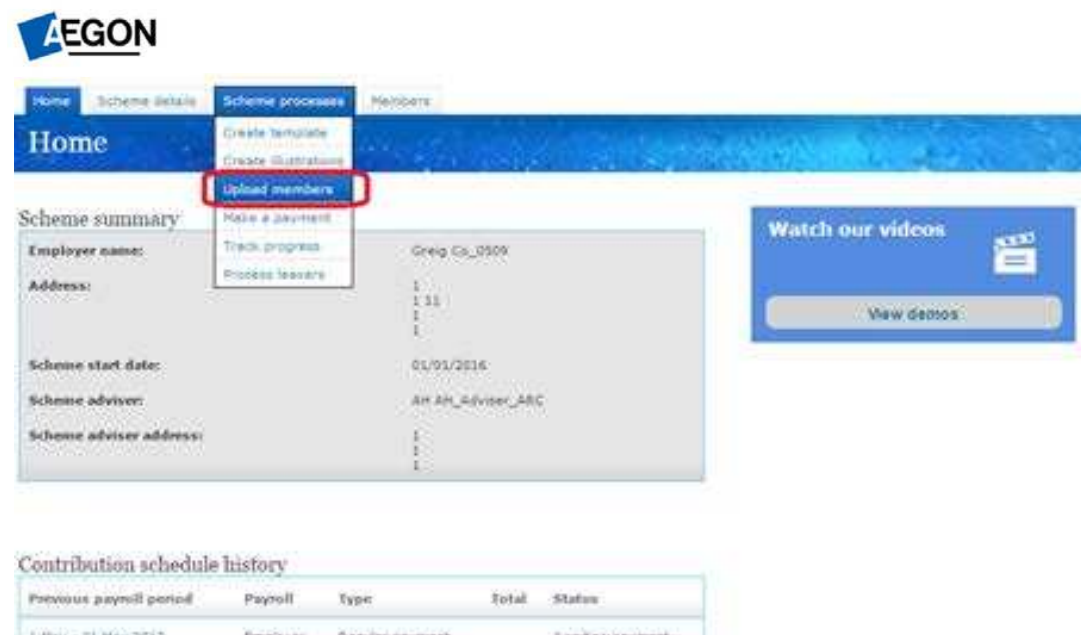 AEGON
Home Scheme details Scheme processes Members
Home
Create template
Create illustrations
Upload members
Make a payment
Track progress
Process leavers
Scheme summary
Employer name: Greig Co_0509
Address: 1
1 11
1
1
Scheme start date: 01/01/2016
Scheme adviser: AH AH_Adviser_ARC
Scheme adviser address: 1
1
1
Watch our videos
View demos
Contribution schedule history
Previous payroll period Payroll Type Total Status